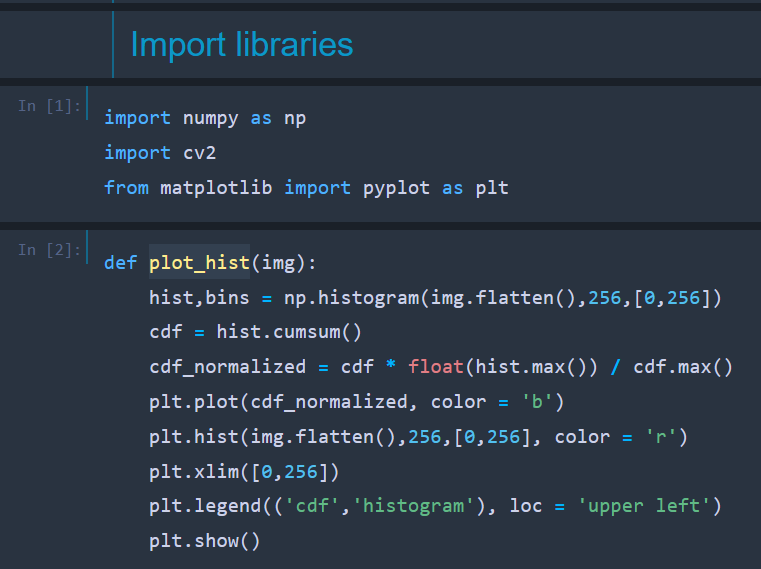 Import libraries
In [1]:
import numpy as np
import cv2
from matplotlib import pyplot as plt
In [2]:
def plot_hist(img):
    hist,bins = np.histogram(img.flatten(),256,[0,256])
    cdf = hist.cumsum()
    cdf_normalized = cdf * float(hist.max()) / cdf.max()
    plt.plot(cdf_normalized, color = 'b')
    plt.hist(img.flatten(),256,[0,256], color = 'r')
    plt.xlim([0,256])
    plt.legend(('cdf','histogram'), loc = 'upper left')
    plt.show()